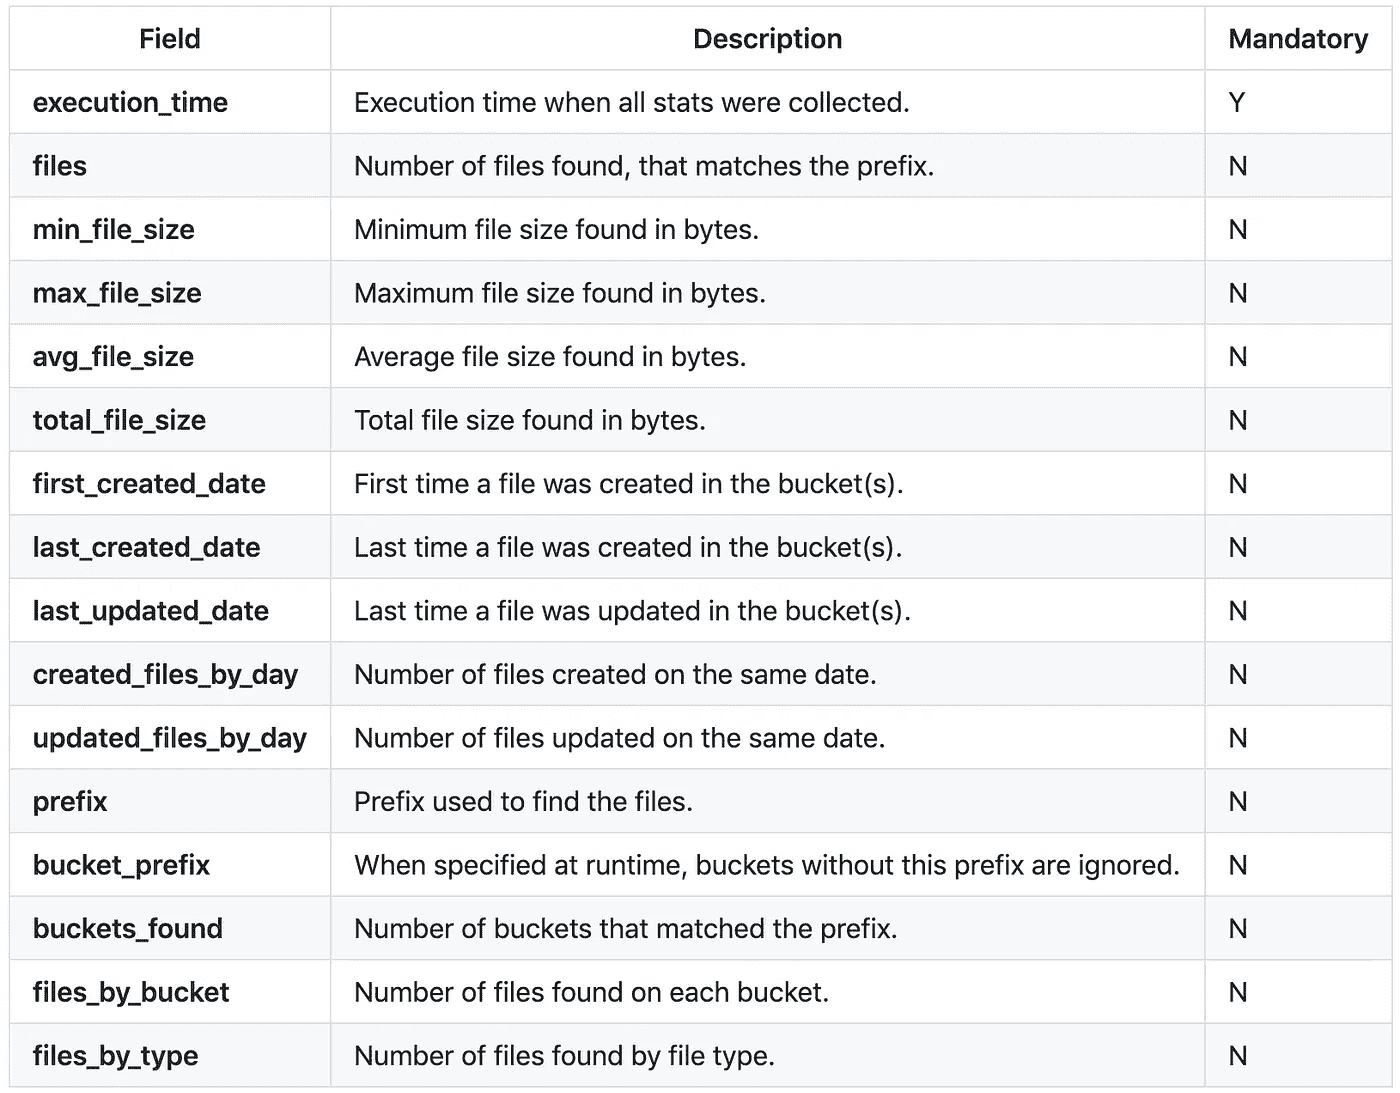 Field Description Mandatory
execution_time Execution time when all stats were collected. Y
files Number of files found, that matches the prefix. N
min_file_size Minimum file size found in bytes. N
max_file_size Maximum file size found in bytes. N
avg_file_size Average file size found in bytes. N
total_file_size Total file size found in bytes. N
first_created_date First time a file was created in the bucket(s). N
last_created_date Last time a file was created in the bucket(s). N
last_updated_date Last time a file was updated in the bucket(s). N
created_files_by_day Number of files created on the same date. N
updated_files_by_day Number of files updated on the same date. N
prefix Prefix used to find the files. N
bucket_prefix When specified at runtime, buckets without this prefix are ignored. N
buckets_found Number of buckets that matched the prefix. N
files_by_bucket Number of files found on each bucket. N
files_by_type Number of files found by file type. N